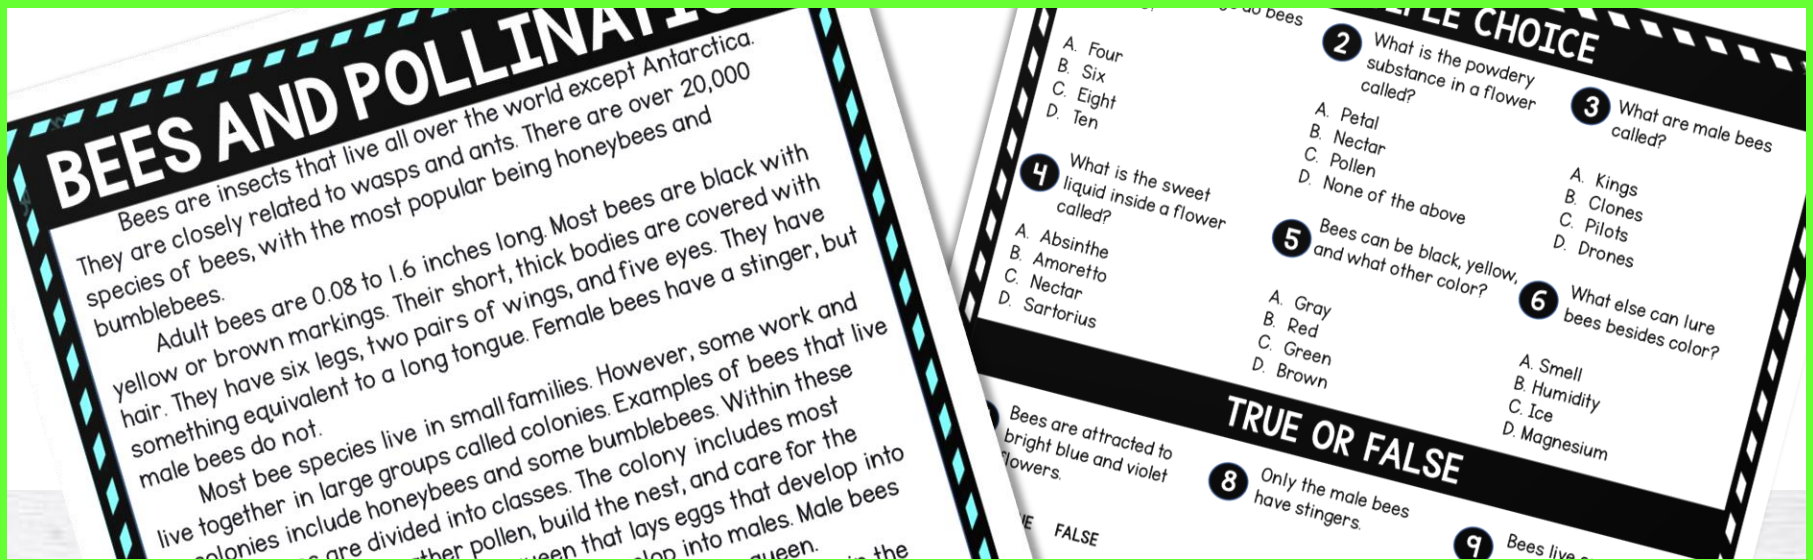 BEES AND POLLINATIO
Bees are insects that live all over the world except Antarctica.
They are closely related to wasps and ants. There are over 20,000
species of bees, with the most popular being honeybees and
bumblebees.
Adult bees are 0.08 to 1.6 inches long. Most bees are black with
yellow or brown markings. Their short, thick bodies are covered with
hair. They have six legs, two pairs of wings, and five eyes. They have
something equivalent to a long tongue. Female bees have a stinger, but
male bees do not.
Most bee species live in small families. However, some work and
live together in large groups called colonies. Examples of bees that live
colonies include honeybees and some bumblebees. Within these
are divided into classes. The colony includes most
ther pollen, build the nest, and care for the
ueen that lays eggs that develop into
lop into males. Male bees
queen.
in the
CHOICE
do bees
A. Four
B. Six
C. Eight
D. Ten
2 What is the powdery
substance in a flower
called?
A. Petal
B. Nectar
C. Pollen
D. None of the above
3 What are male bees
called?
A. Kings
B. Clones
C. Pilots
D. Drones
4 What is the sweet
liquid inside a flower
called?
A. Absinthe
B. Amoretto
C. Nectar
D. Sartorius
5 Bees can be black, yellow,
and what other color?
A. Gray
B. Red
C. Green
D. Brown
6 What else can lure
bees besides color?
A. Smell
B. Humidity
C. Ice
D. Magnesium
TRUE OR FALSE
Bees are attracted to
bright blue and violet
flowers.
FALSE
8 Only the male bees
have stingers.
9 Bees live